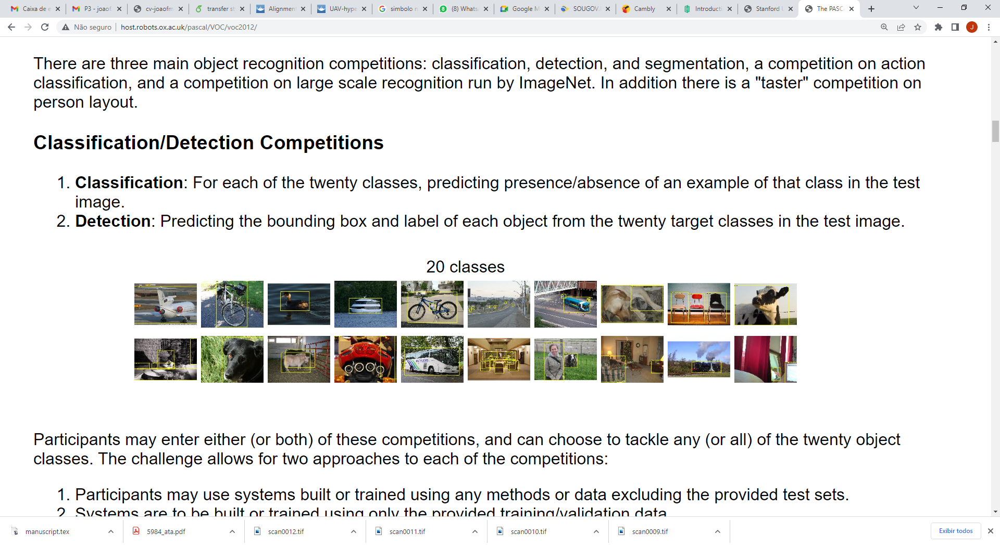 Caixa de e
P3 - joaof
cv-joaofm
transfer st
Alignmen
UAV-hype
simbolo n
(8) Whats
Google M
SOUGOV.
Cambly
Introducti
Stanford U
The PASC
Não seguro
host.robots.ox.ac.uk/pascal/VOC/voc2012/
J
There are three main object recognition competitions: classification, detection, and segmentation, a competition on action
classification, and a competition on large scale recognition run by ImageNet. In addition there is a "taster" competition on
person layout.
Classification/Detection Competitions
1. Classification: For each of the twenty classes, predicting presence/absence of an example of that class in the test
image.
2. Detection: Predicting the bounding box and label of each object from the twenty target classes in the test image.
20 classes
Participants may enter either (or both) of these competitions, and can choose to tackle any (or all) of the twenty object
classes. The challenge allows for two approaches to each of the competitions:
1. Participants may use systems built or trained using any methods or data excluding the provided test sets.
2. Systems are to be built or trained using only the provided training/validation data
manuscript.tex
5984_ata.pdf
scan0012.tif
scan0011.tif
scan0010.tif
scan0009.tif
Exibir todos